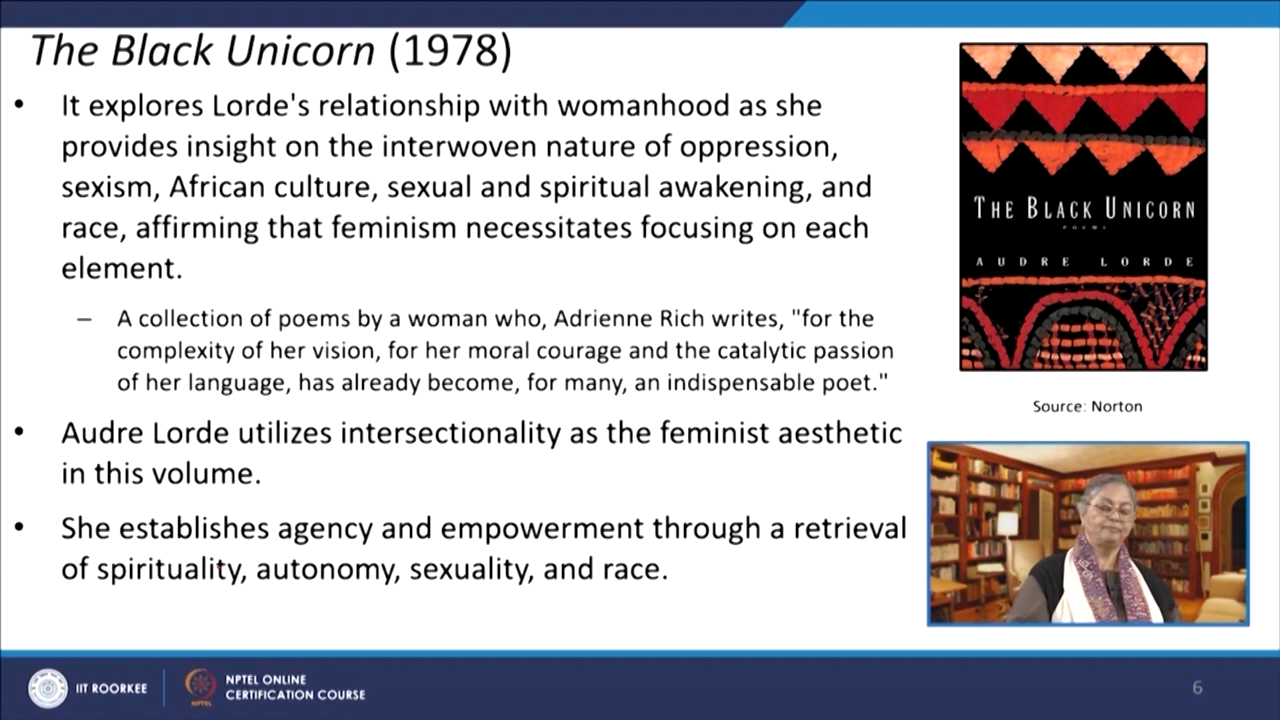 The Black Unicorn (1978)
• It explores Lorde's relationship with womanhood as she
provides insight on the interwoven nature of oppression,
sexism, African culture, sexual and spiritual awakening, and
race, affirming that feminism necessitates focusing on each
element.
– A collection of poems by a woman who, Adrienne Rich writes, "for the
complexity of her vision, for her moral courage and the catalytic passion
of her language, has already become, for many, an indispensable poet."
• Audre Lorde utilizes intersectionality as the feminist aesthetic
in this volume.
• She establishes agency and empowerment through a retrieval
of spirituality, autonomy, sexuality, and race.
THE BLACK UNICORN
POEMS
AUDRE LORDE
Source: Norton
IIT ROORKEE
NPTEL
NPTEL ONLINE
CERTIFICATION COURSE
6